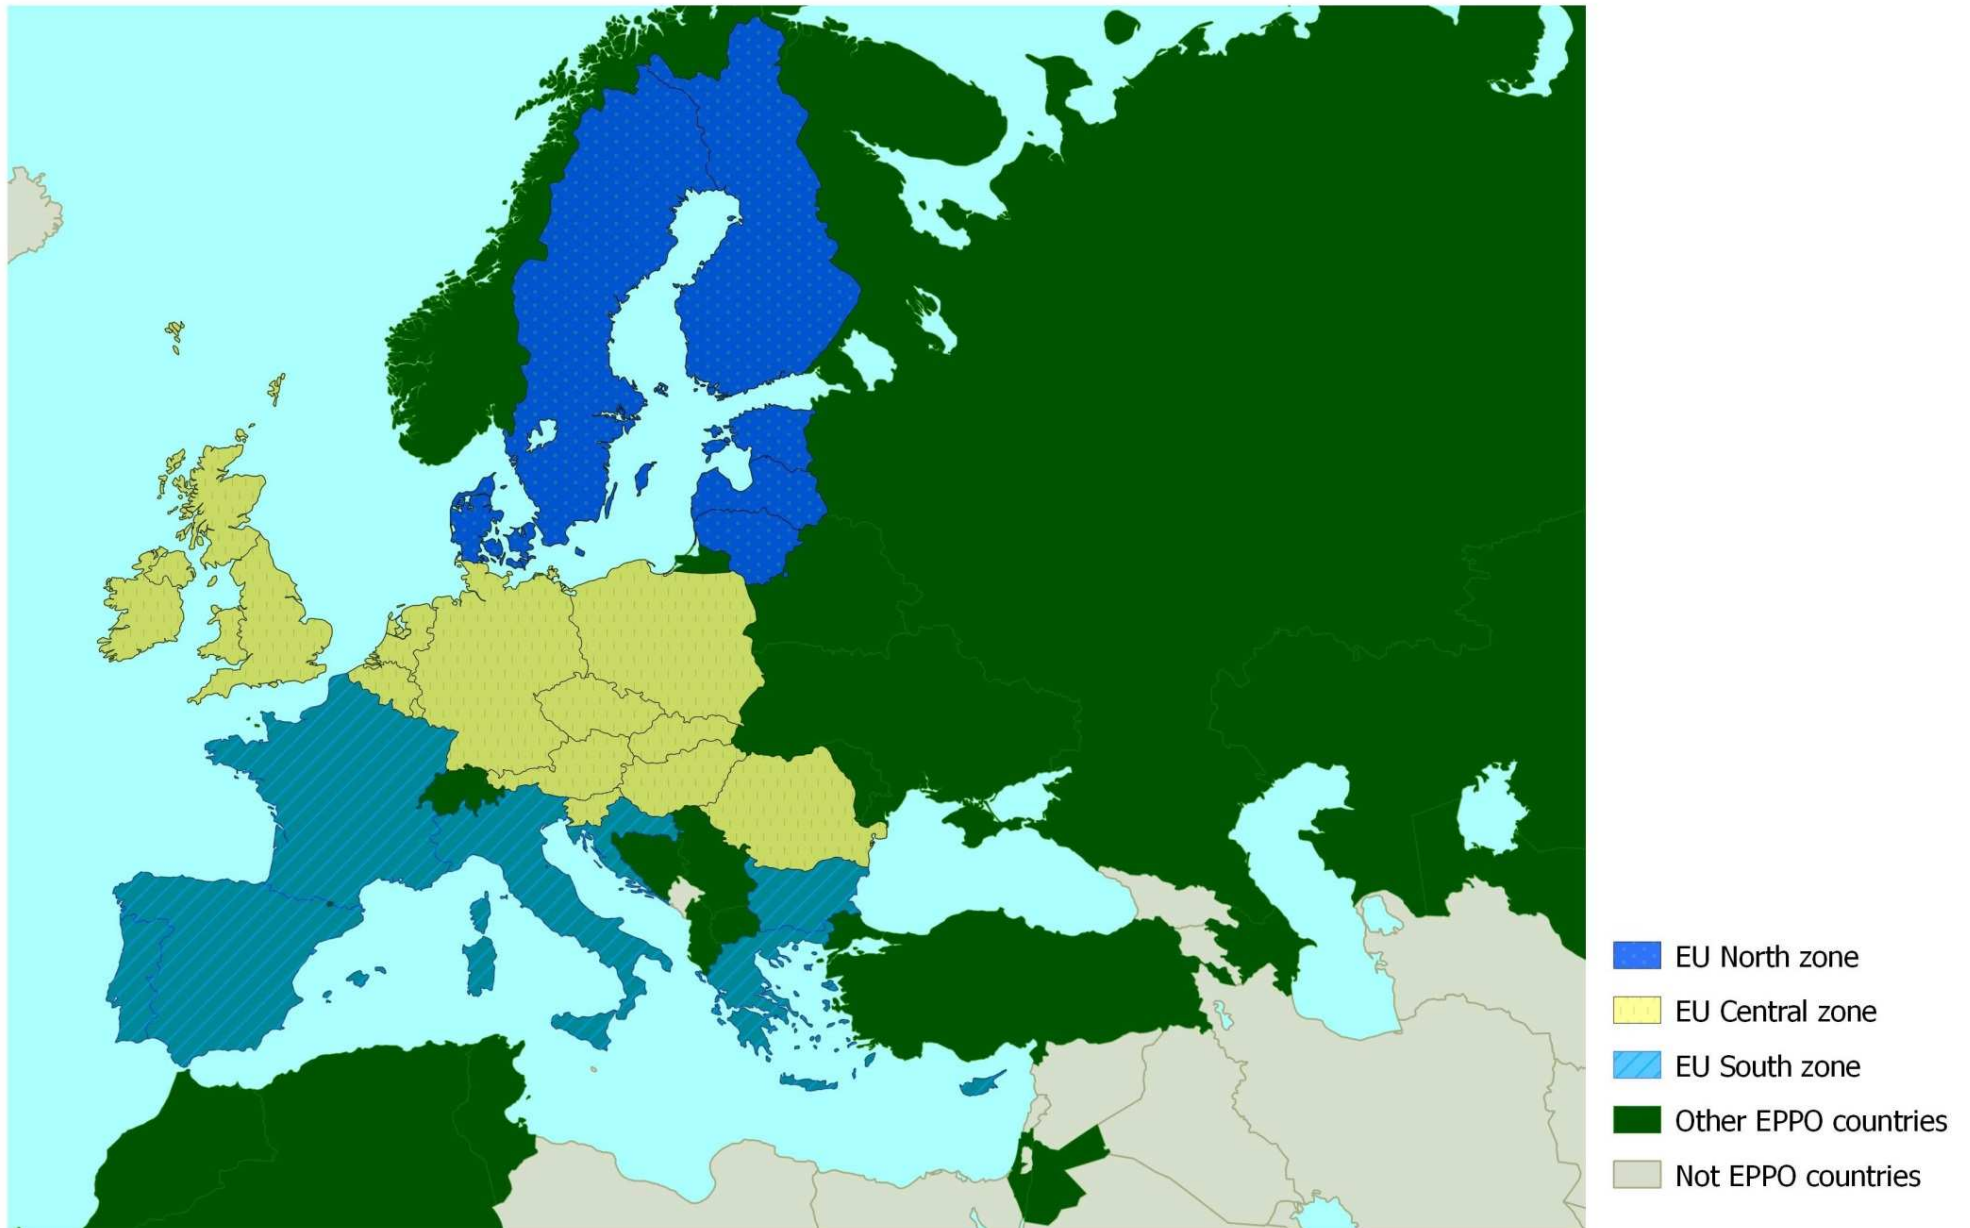 EU North zone
EU Central zone
EU South zone
Other EPPO countries
Not EPPO countries